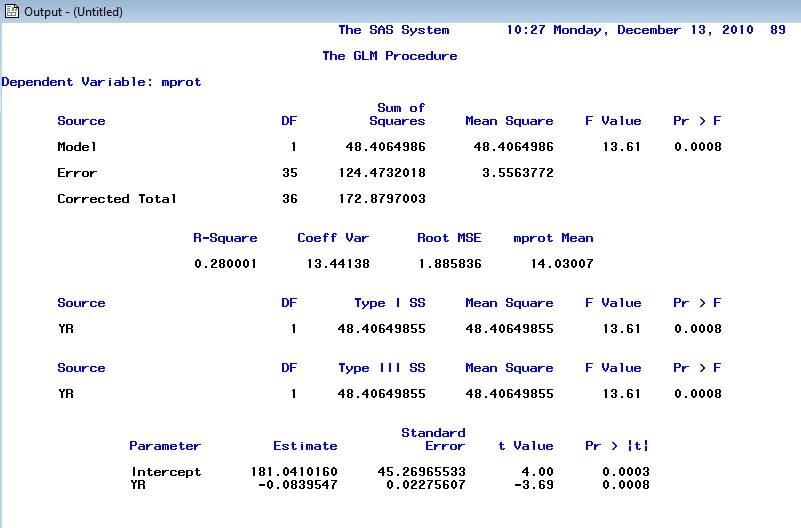 Output - (Untitled)
The SAS System 10:27 Monday, December 13, 2010 89
The GLM Procedure
Dependent Variable: mprot
Sum of
Source DF Squares Mean Square F Value Pr > F
Model 1 48.4064986 48.4064986 13.61 0.0008
Error 35 124.4732018 3.5563772
Corrected Total 36 172.8797003
R-Square Coeff Var Root MSE mprot Mean
0.280001 13.44138 1.885836 14.03007
Source DF Type I SS Mean Square F Value Pr > F
YR 1 48.40649855 48.40649855 13.61 0.0008
Source DF Type III SS Mean Square F Value Pr > F
YR 1 48.40649855 48.40649855 13.61 0.0008
Standard
Parameter Estimate Error t Value Pr > |t|
Intercept 181.0410160 45.26965533 4.00 0.0003
YR -0.0839547 0.02275607 -3.69 0.0008